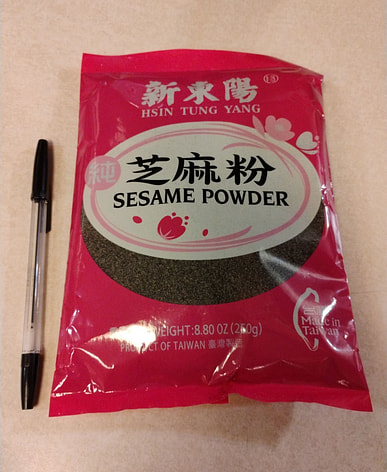 新東陽®
HSIN TUNG YANG
純
芝麻粉
SESAME POWDER
WEIGHT:8.80 OZ (250g)
PRODUCT OF TAIWAN 臺灣製造
Made in
Taiwan